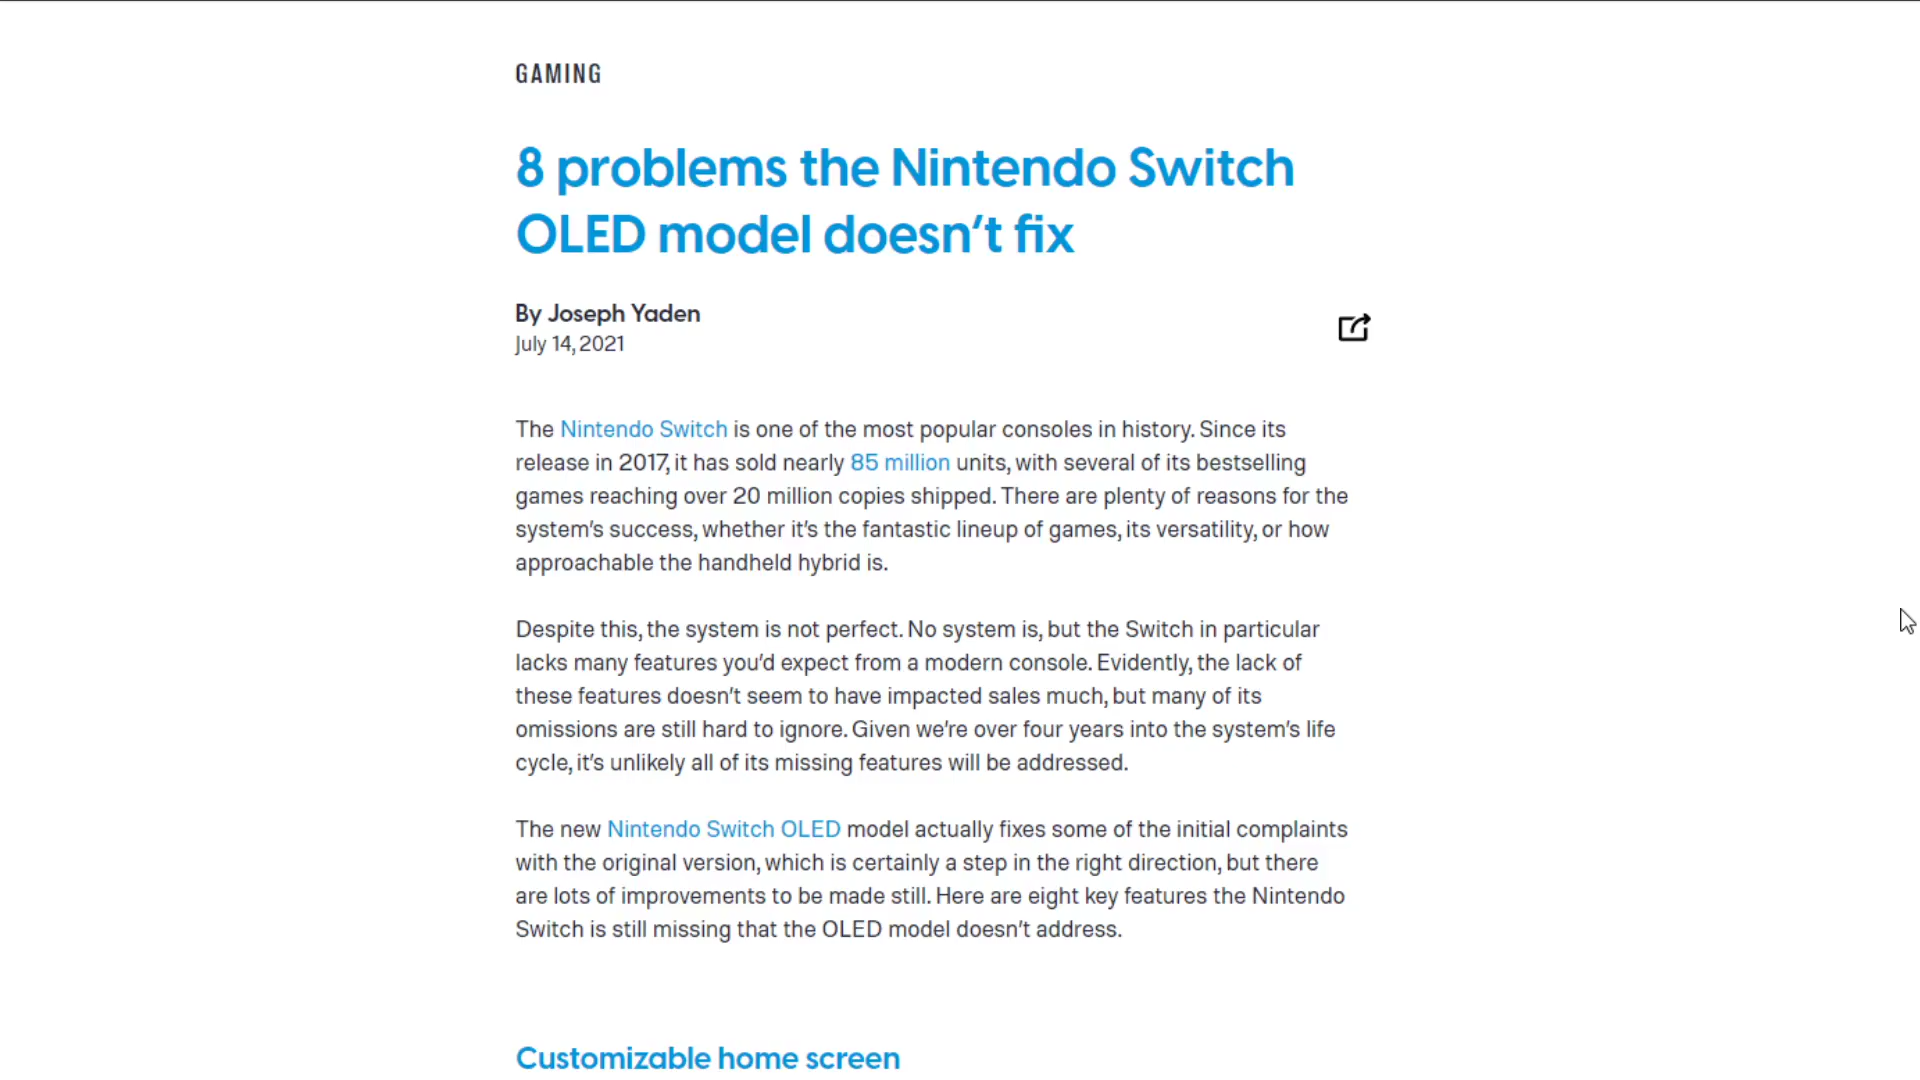 GAMING
8 problems the Nintendo Switch
OLED model doesn’t fix
By Joseph Yaden
July 14, 2021
The Nintendo Switch is one of the most popular consoles in history. Since its
release in 2017, it has sold nearly 85 million units, with several of its bestselling
games reaching over 20 million copies shipped. There are plenty of reasons for the
system’s success, whether it’s the fantastic lineup of games, its versatility, or how
approachable the handheld hybrid is.
Despite this, the system is not perfect. No system is, but the Switch in particular
lacks many features you’d expect from a modern console. Evidently, the lack of
these features doesn’t seem to have impacted sales much, but many of its
omissions are still hard to ignore. Given we’re over four years into the system’s life
cycle, it’s unlikely all of its missing features will be addressed.
The new Nintendo Switch OLED model actually fixes some of the initial complaints
with the original version, which is certainly a step in the right direction, but there
are lots of improvements to be made still. Here are eight key features the Nintendo
Switch is still missing that the OLED model doesn’t address.
Customizable home screen